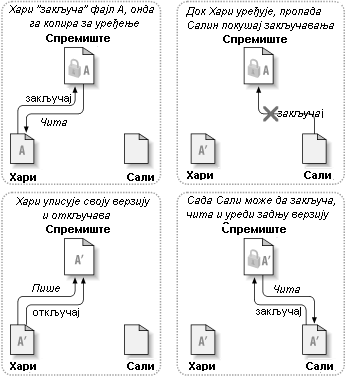 Хари "закључа" фајл А, онда
га копира за уређење
Спремиште
А
закључај
Чита
А
Хари
Сали
Док Хари уређује, пропада
Салин покушај закључавања
Спремиште
А
закључај
А'
Хари
Сали
Хари уписује своју верзију
и откључава
Спремиште
А'
Пише
откључај
А'
Хари
Сали
Сада Сали може да закључа,
чита и уреди задњу верзију
Спремиште
А'
Чита
закључај
А'
А'
Хари
Сали